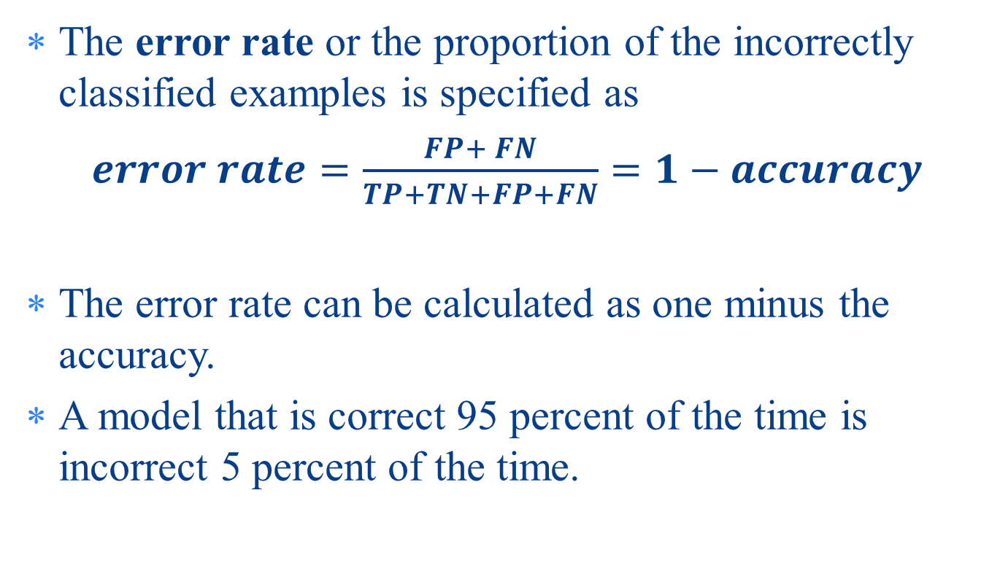 * The error rate or the proportion of the incorrectly
classified examples is specified as
error rate = FP+ FN / TP+TN+FP+FN = 1 − accuracy
* The error rate can be calculated as one minus the
accuracy.
* A model that is correct 95 percent of the time is
incorrect 5 percent of the time.